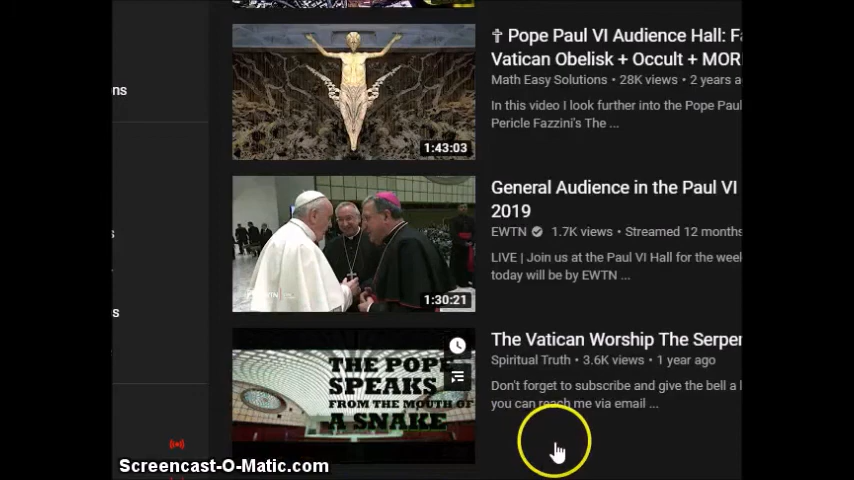 ✞ Pope Paul VI Audience Hall: Fa
Vatican Obelisk + Occult + MOR
Math Easy Solutions • 28K views • 2 years a
In this video I look further into the Pope Paul
Pericle Fazzini's The ...
1:43:03
ons
General Audience in the Paul VI
2019
EWTN • 1.7K views • Streamed 12 months
LIVE | Join us at the Paul VI Hall for the week
today will be by EWTN ...
1:30:21
s
s
The Vatican Worship The Serper
Spiritual Truth • 3.6K views • 1 year ago
Don't forget to subscribe and give the bell a l
you can reach me via email ...
THE POPE
SPEAKS
FROM THE MOUTH OF
A SNAKE
Screencast-O-Matic.com